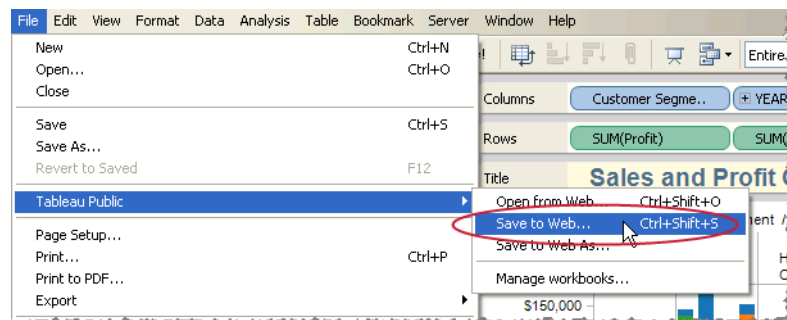 File Edit View Format Data Analysis Table Bookmark Server Window Help
New Ctrl+N
Open... Ctrl+O
Close
Save Ctrl+S
Save As...
Revert to Saved F12
Tableau Public
Page Setup...
Print... Ctrl+P
Print to PDF...
Export
Open from Web... Ctrl+Shift+O
Save to Web... Ctrl+Shift+S
Save to Web As...
Manage workbooks...
Entire
Columns Customer Segme.. YEAR
Rows SUM(Profit) SUM(
Title Sales and Profit
$150,000